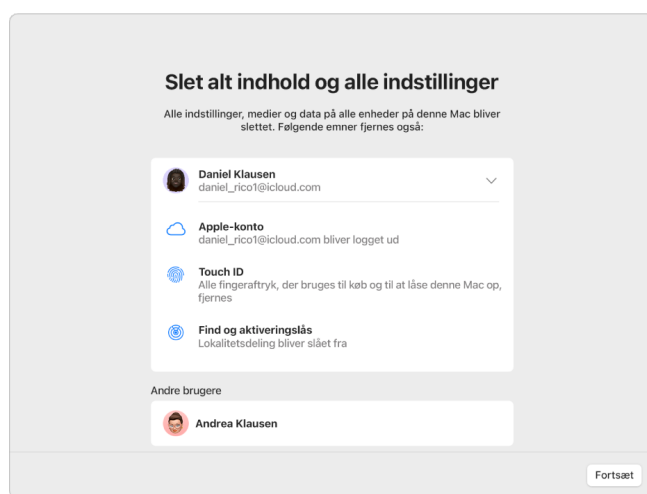 Slet alt indhold og alle indstillinger
Alle indstillinger, medier og data på alle enheder på denne Mac bliver
slettet. Følgende emner fjernes også:
Daniel Klausen
daniel_rico1@icloud.com
Apple-konto
daniel_rico1@icloud.com bliver logget ud
Touch ID
Alle fingeraftryk, der bruges til køb og til at låse denne Mac op,
fjernes
Find og aktiveringslås
Lokalitetsdeling bliver slået fra
Andre brugere
Andrea Klausen
Fortsæt